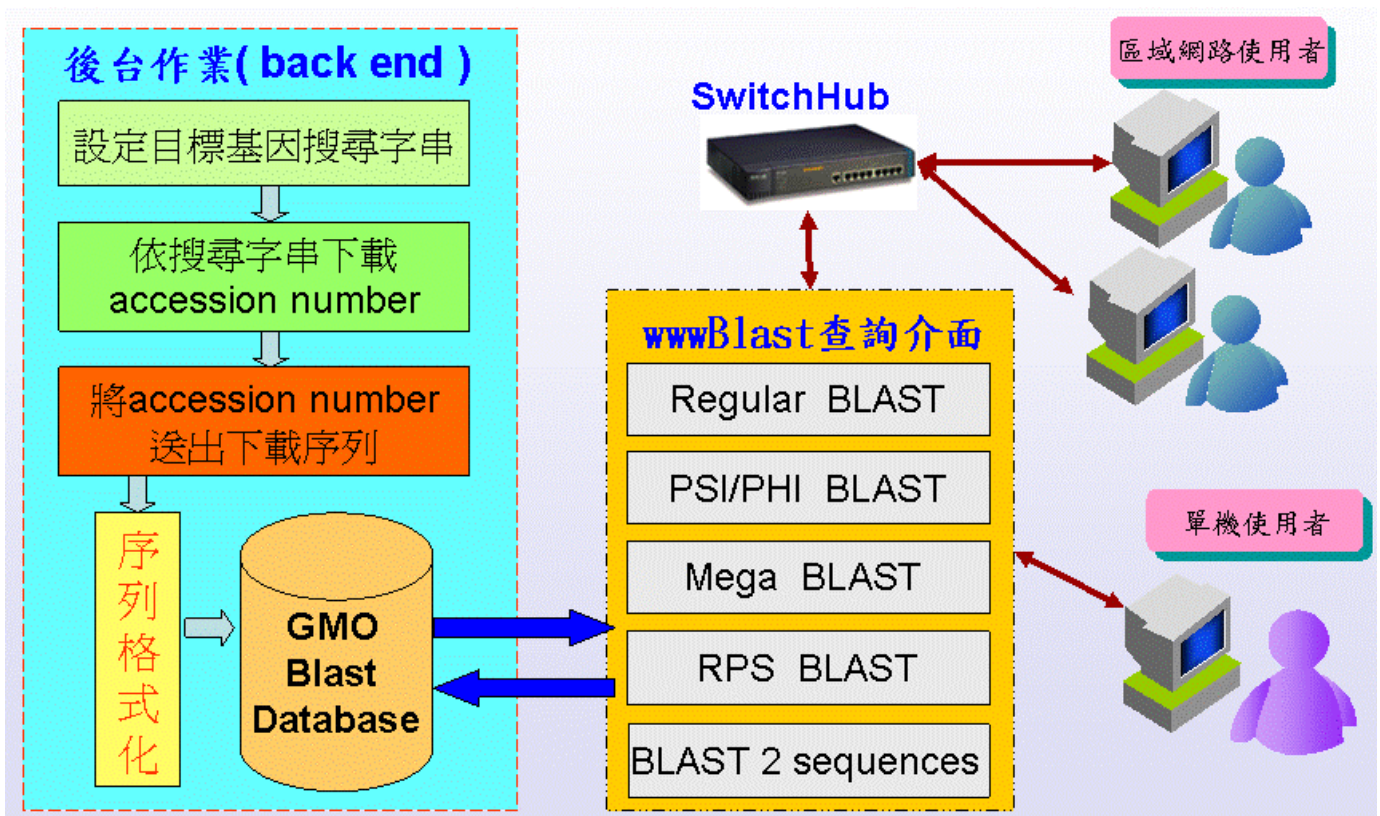 後台作業( back end )
設定目標基因搜尋字串
依搜尋字串下載
accession number
將accession number
送出下載序列
序列格式化
GMO
Blast
Database
SwitchHub
wwwBlast查詢介面
Regular BLAST
PSI/PHI BLAST
Mega BLAST
RPS BLAST
BLAST 2 sequences
區域網路使用者
單機使用者